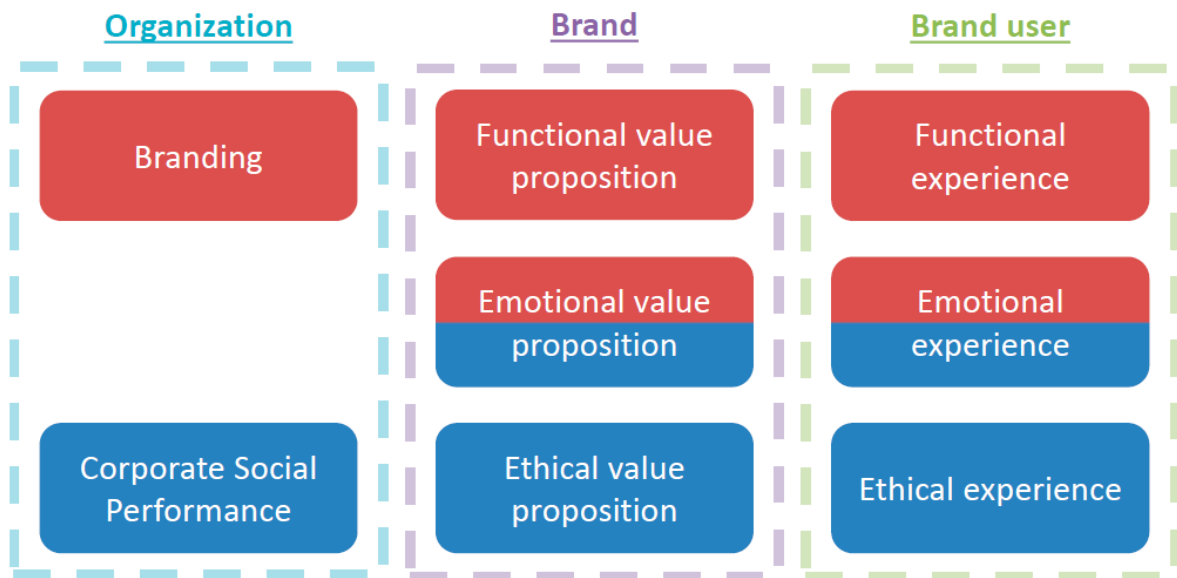 Organization
Brand
Brand user
Branding
Functional value
proposition
Functional
experience
Emotional value
proposition
Emotional
experience
Corporate Social
Performance
Ethical value
proposition
Ethical experience